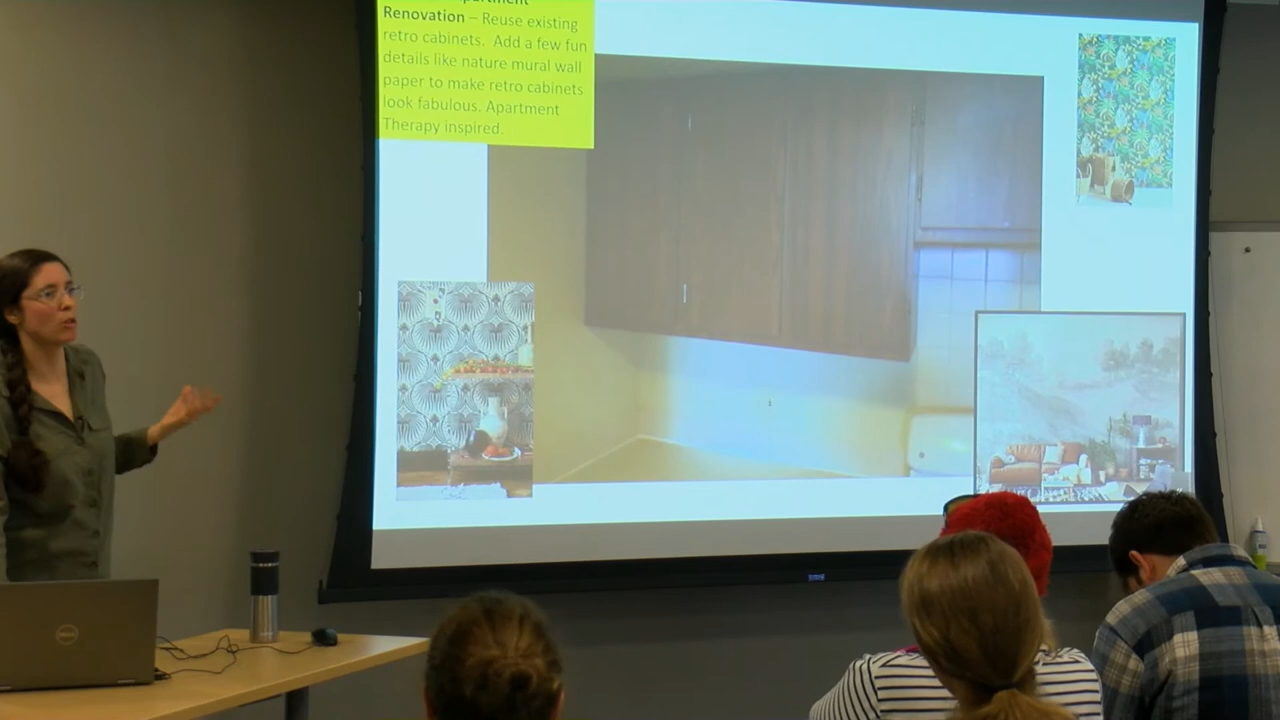 Renovation – Reuse existing
retro cabinets. Add a few fun
details like nature mural wall
paper to make retro cabinets
look fabulous. Apartment
Therapy inspired.
DELL